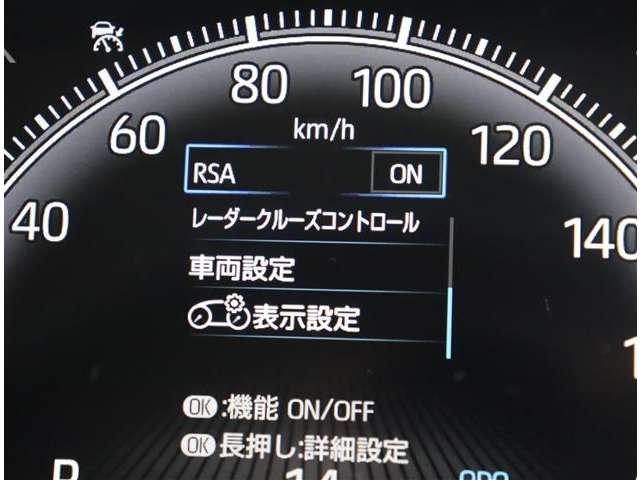 80 100
km/h
60 120
RSA ON
40 レーダークルーズコントロール 140
車両設定
表示設定
OK:機能 ON/OFF
OK長押し:詳細設定